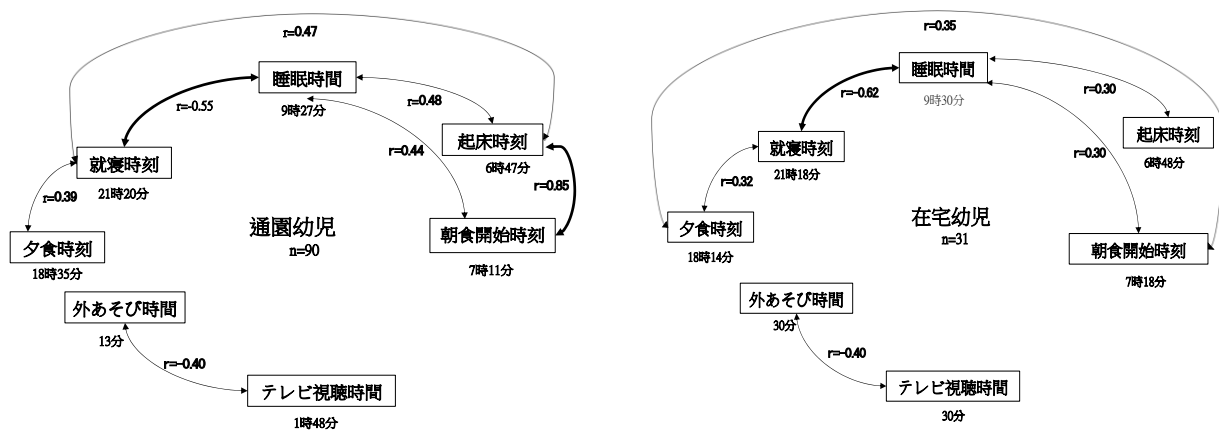 r=0.47
睡眠時間
9時27分
r=-0.55
r=0.48
起床時刻
6時47分
r=0.44
就寝時刻
21時20分
r=0.85
r=0.39
通園幼児
n=90
朝食開始時刻
7時11分
夕食時刻
18時35分
外あそび時間
13分
r=-0.40
テレビ視聴時間
1時48分
r=0.35
睡眠時間
9時30分
r=-0.62
r=0.30
起床時刻
6時48分
就寝時刻
21時18分
r=0.30
r=0.32
在宅幼児
n=31
夕食時刻
18時14分
朝食開始時刻
7時18分
外あそび時間
30分
r=-0.40
テレビ視聴時間
30分